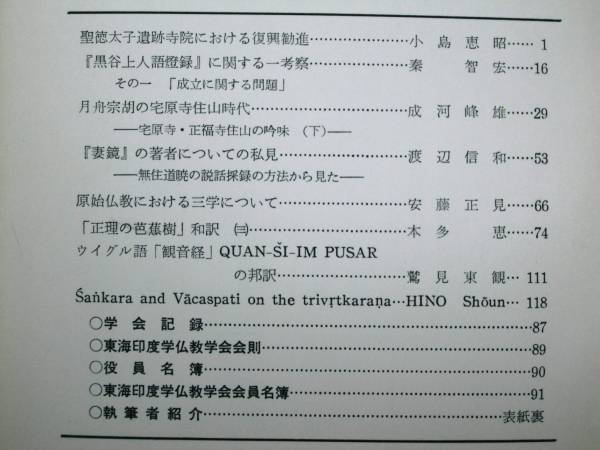 聖徳太子遺跡寺院における復興勧進…………………小島恵昭……1
『黒谷上人語燈録』に関する一考察…………………秦智宏……16
その一 「成立に関する問題」
月舟宗胡の宅原寺住山時代…………………成河峰雄……29
――宅原寺・正福寺住山の吟味 (下)――
『妻鏡』の著者についての私見…………………渡辺信和……53
――無住道暁の説話採録の方法から見た――
原始仏教における三学について…………………安藤正見……66
「正理の芭蕉樹」和訳 ㈢…………………木多恵……74
ウイグル語「観音経」QUAN-ŠI-IM PUSAR
の邦訳…………………鷲見東観…111
Śaṅkara and Vācaspati on the trivṛtkaraṇa…HINO Shōun…118
○学会記録…………………87
○東海印度学仏教学会会則…………………89
○役員名簿…………………90
○東海印度学仏教学会会員名簿…………………91
○執筆者紹介…………………表紙裏